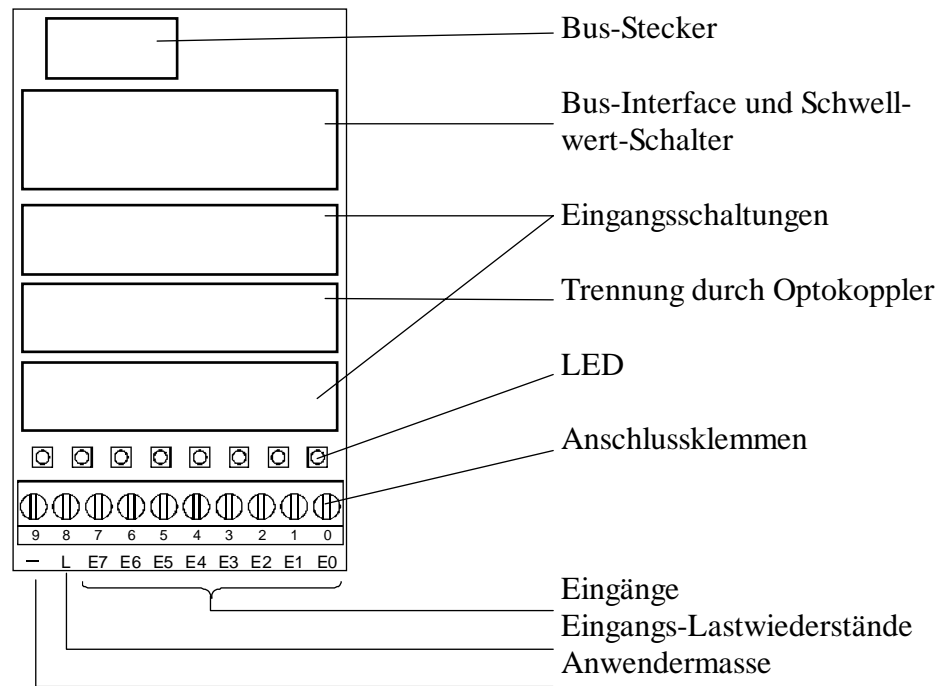 Bus-Stecker
Bus-Interface und Schwell-
wert-Schalter
Eingangsschaltungen
Trennung durch Optokoppler
LED
Anschlussklemmen
9 8 7 6 5 4 3 2 1 0
– L E7 E6 E5 E4 E3 E2 E1 E0
Eingänge
Eingangs-Lastwiederstände
Anwendermasse